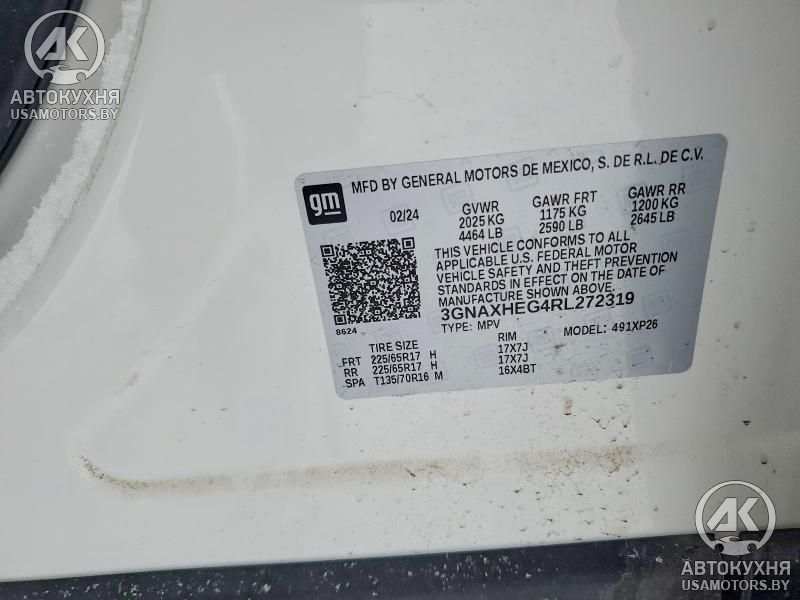 AK
АВТОКУХНЯ
USAMOTORS.BY
gm
MFD BY GENERAL MOTORS DE MEXICO, S. DE R.L. DE C.V.
02/24
GVWR GAWR FRT GAWR RR
2025 KG 1175 KG 1200 KG
4464 LB 2590 LB 2645 LB
THIS VEHICLE CONFORMS TO ALL
APPLICABLE U.S. FEDERAL MOTOR
VEHICLE SAFETY AND THEFT PREVENTION
STANDARDS IN EFFECT ON THE DATE OF
MANUFACTURE SHOWN ABOVE.
3GNAXHEG4RL272319
8624
TYPE: MPV MODEL: 491XP26
TIRE SIZE RIM
FRT 225/65R17 H 17X7J
RR 225/65R17 H 17X7J
SPA T135/70R16 M 16X4BT
AK
АВТОКУХНЯ
USAMOTORS.BY